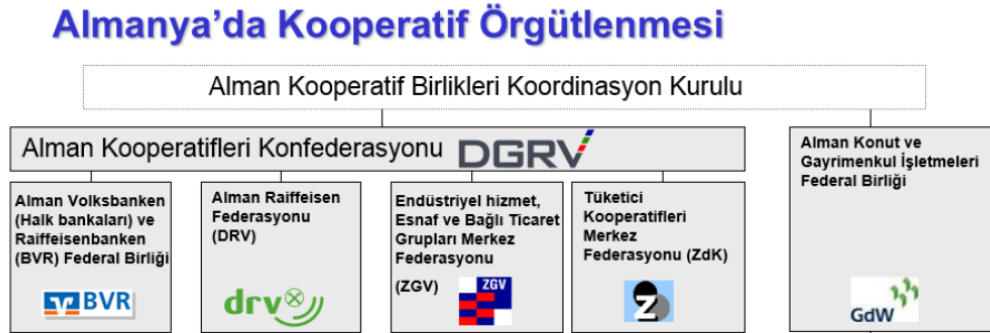 Almanya’da Kooperatif Örgütlenmesi
Alman Kooperatif Birlikleri Koordinasyon Kurulu
Alman Kooperatifleri Konfederasyonu DGRV
Alman Konut ve
Gayrimenkul İşletmeleri
Federal Birliği
GdW
Alman Volksbanken
(Halk bankaları) ve
Raiffeisenbanken
(BVR) Federal Birliği
BVR
Alman Raiffeisen
Federasyonu
(DRV)
drv
Endüstriyel hizmet,
Esnaf ve Bağlı Ticaret
Grupları Merkez
Federasyonu
(ZGV)
ZGV
Tüketici
Kooperatifleri
Merkez
Federasyonu (ZdK)
Z